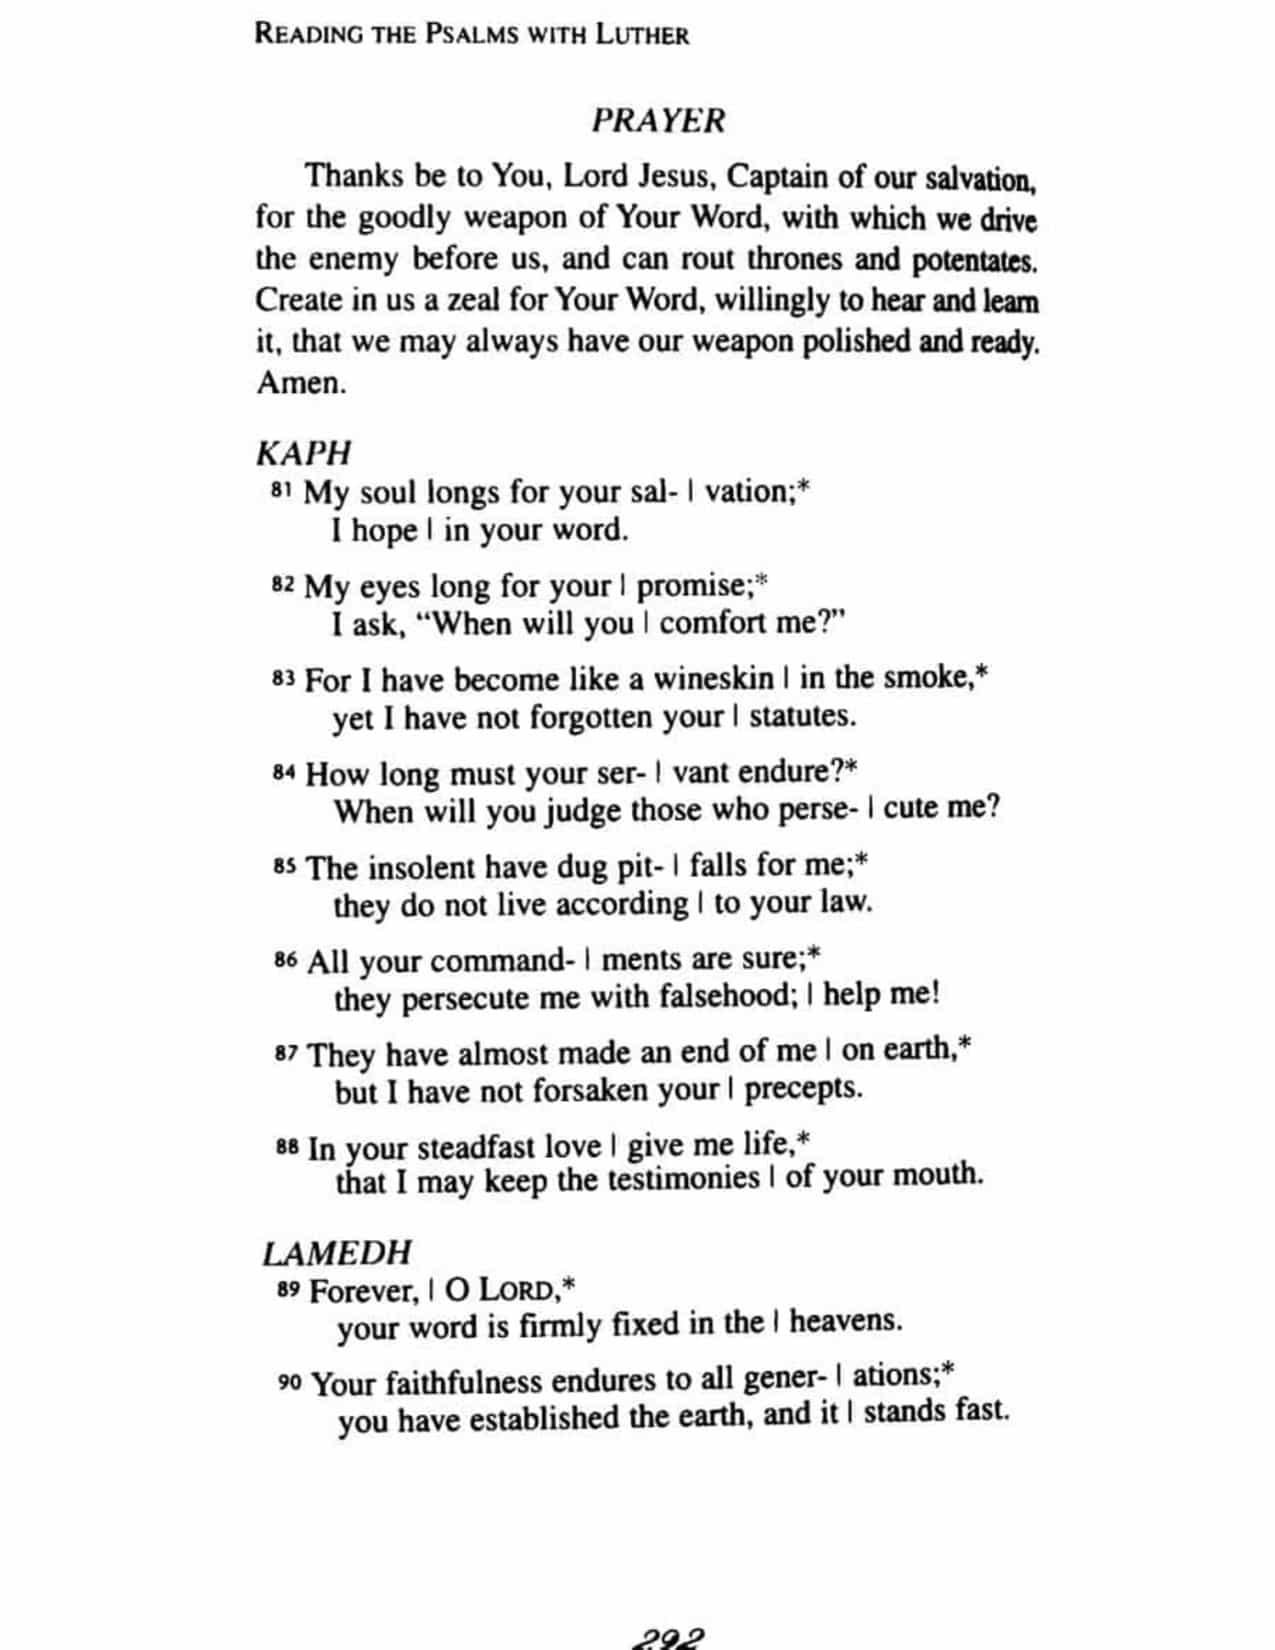 READING THE PSALMS WITH LUTHER
PRAYER
Thanks be to You, Lord Jesus, Captain of our salvation,
for the goodly weapon of Your Word, with which we drive
the enemy before us, and can rout thrones and potentates.
Create in us a zeal for Your Word, willingly to hear and learn
it, that we may always have our weapon polished and ready.
Amen.
KAPH
81 My soul longs for your sal- | vation;*
I hope | in your word.
82 My eyes long for your | promise;*
I ask, “When will you | comfort me?”
83 For I have become like a wineskin | in the smoke,*
yet I have not forgotten your | statutes.
84 How long must your ser- | vant endure?*
When will you judge those who perse- | cute me?
85 The insolent have dug pit- | falls for me;*
they do not live according | to your law.
86 All your command- | ments are sure;*
they persecute me with falsehood; | help me!
87 They have almost made an end of me | on earth,*
but I have not forsaken your | precepts.
88 In your steadfast love | give me life,*
that I may keep the testimonies | of your mouth.
LAMEDH
89 Forever, | O LORD,*
your word is firmly fixed in the | heavens.
90 Your faithfulness endures to all gener- | ations;*
you have established the earth, and it | stands fast.
292